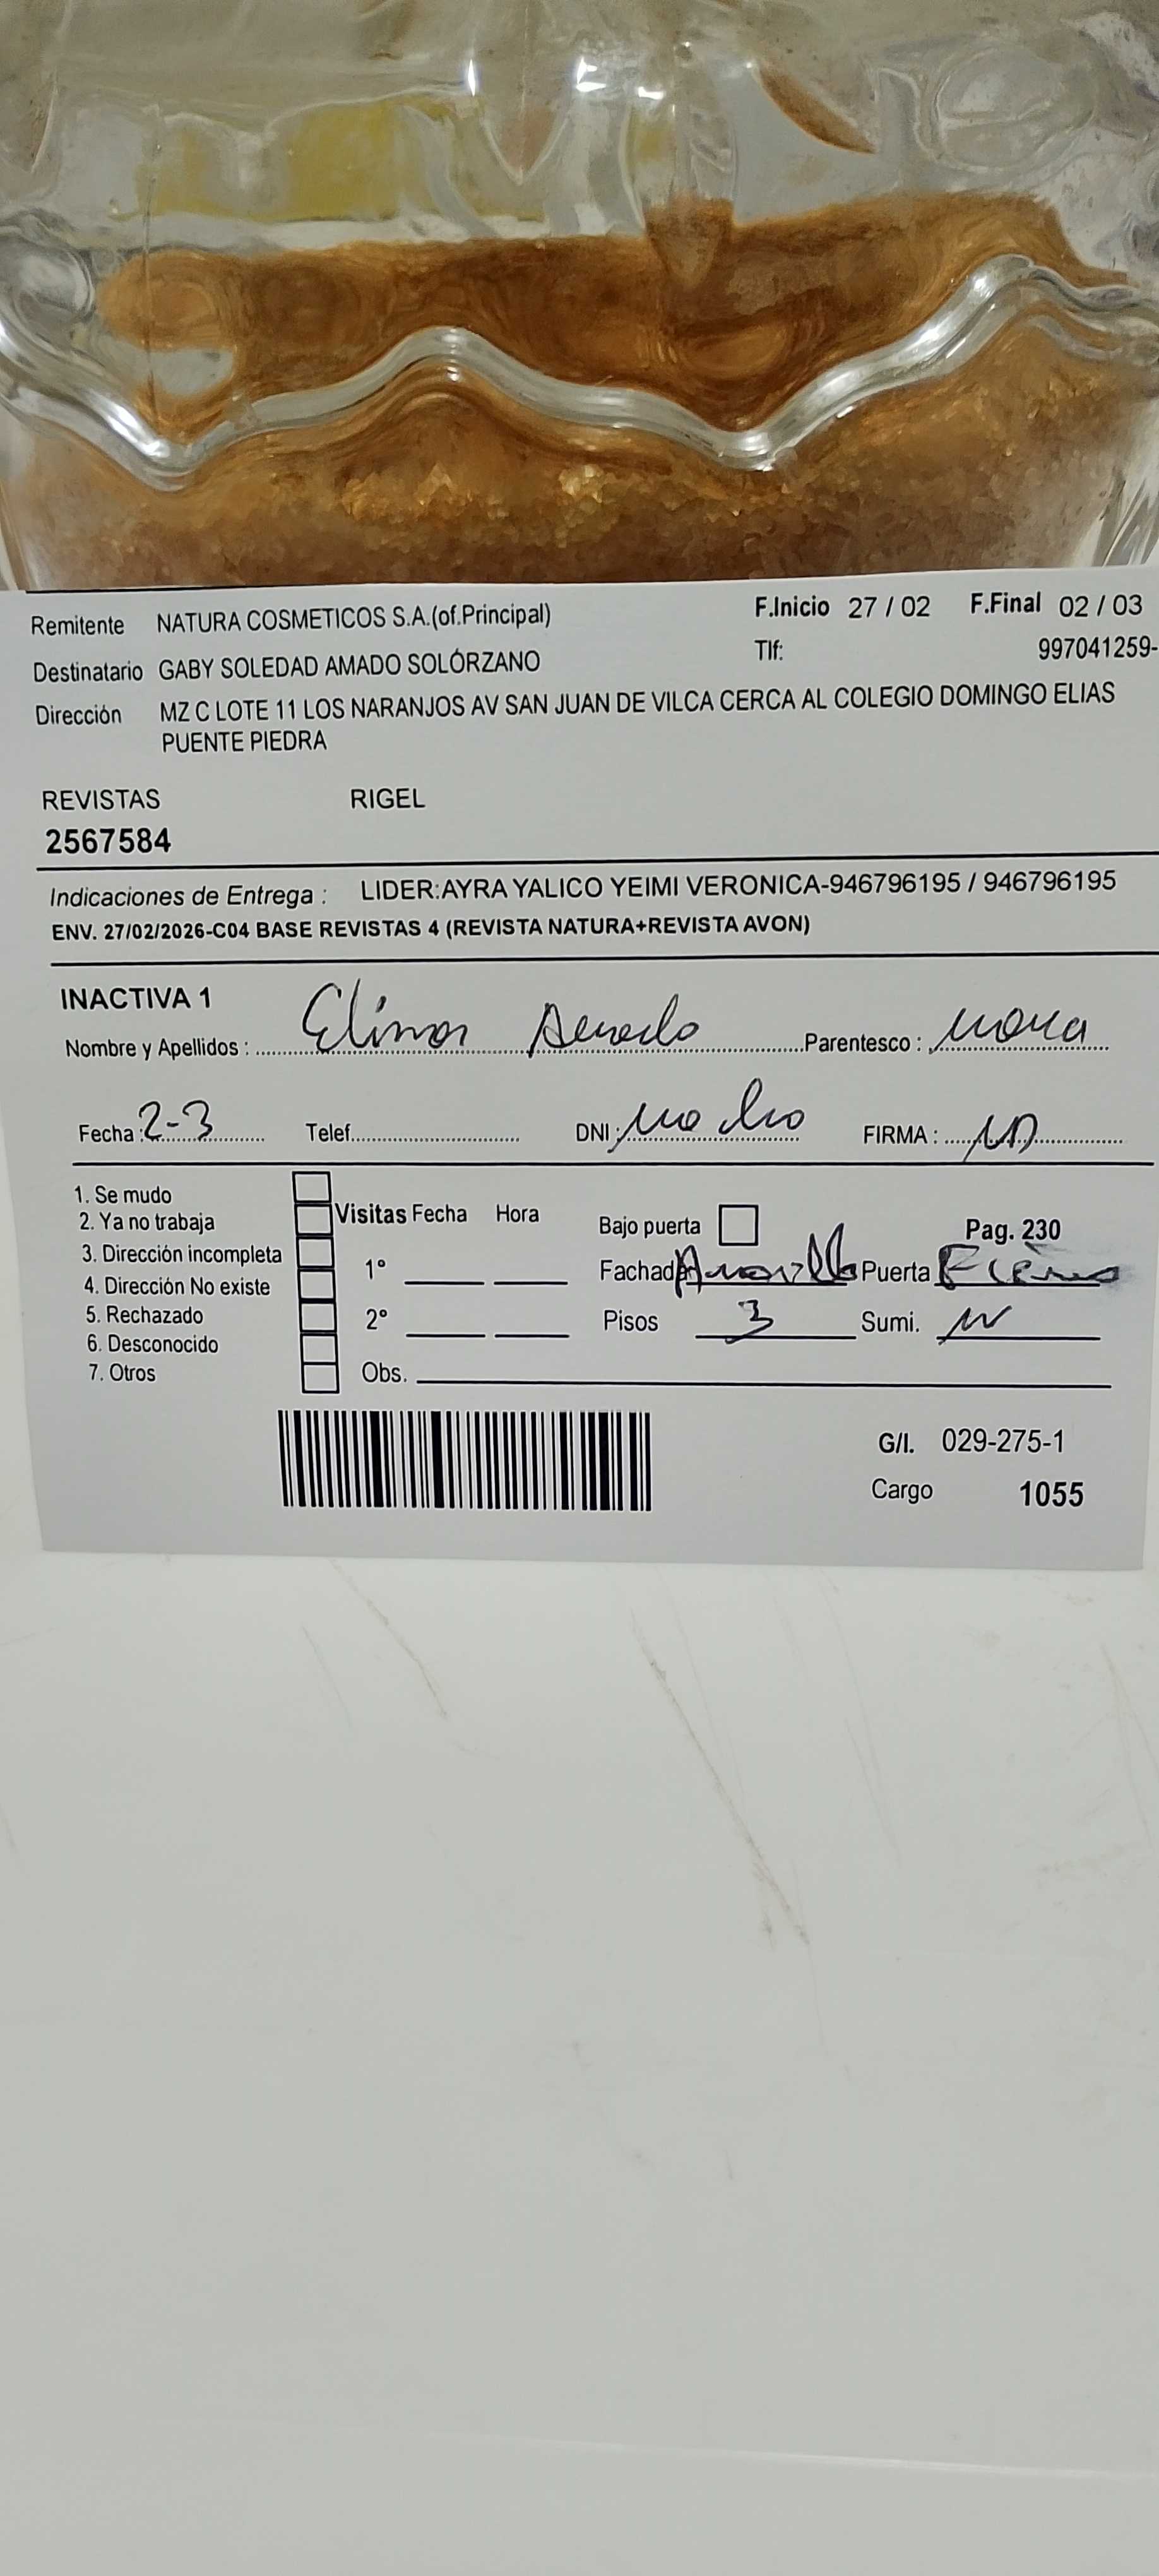 Remitente NATURA COSMETICOS S.A.(of.Principal) F.Inicio 27 / 02 F.Final 02 / 03
Destinatario GABY SOLEDAD AMADO SOLÓRZANO Tlf: 997041259-
Dirección MZ C LOTE 11 LOS NARANJOS AV SAN JUAN DE VILCA CERCA AL COLEGIO DOMINGO ELIAS
PUENTE PIEDRA
REVISTAS RIGEL
2567584
Indicaciones de Entrega : LIDER:AYRA YALICO YEIMI VERONICA-946796195 / 946796195
ENV. 27/02/2026-C04 BASE REVISTAS 4 (REVISTA NATURA+REVISTA AVON)
INACTIVA 1
Nombre y Apellidos : Parentesco :
Fecha : 2-3 Telef. DNI : FIRMA :
1. Se mudo
2. Ya no trabaja Visitas Fecha Hora Bajo puerta Pag. 230
3. Dirección incompleta 1° Fachada Puerta Fierro
4. Dirección No existe
5. Rechazado 2° Pisos 3 Sumi.
6. Desconocido
7. Otros Obs.
G/I. 029-275-1
Cargo 1055